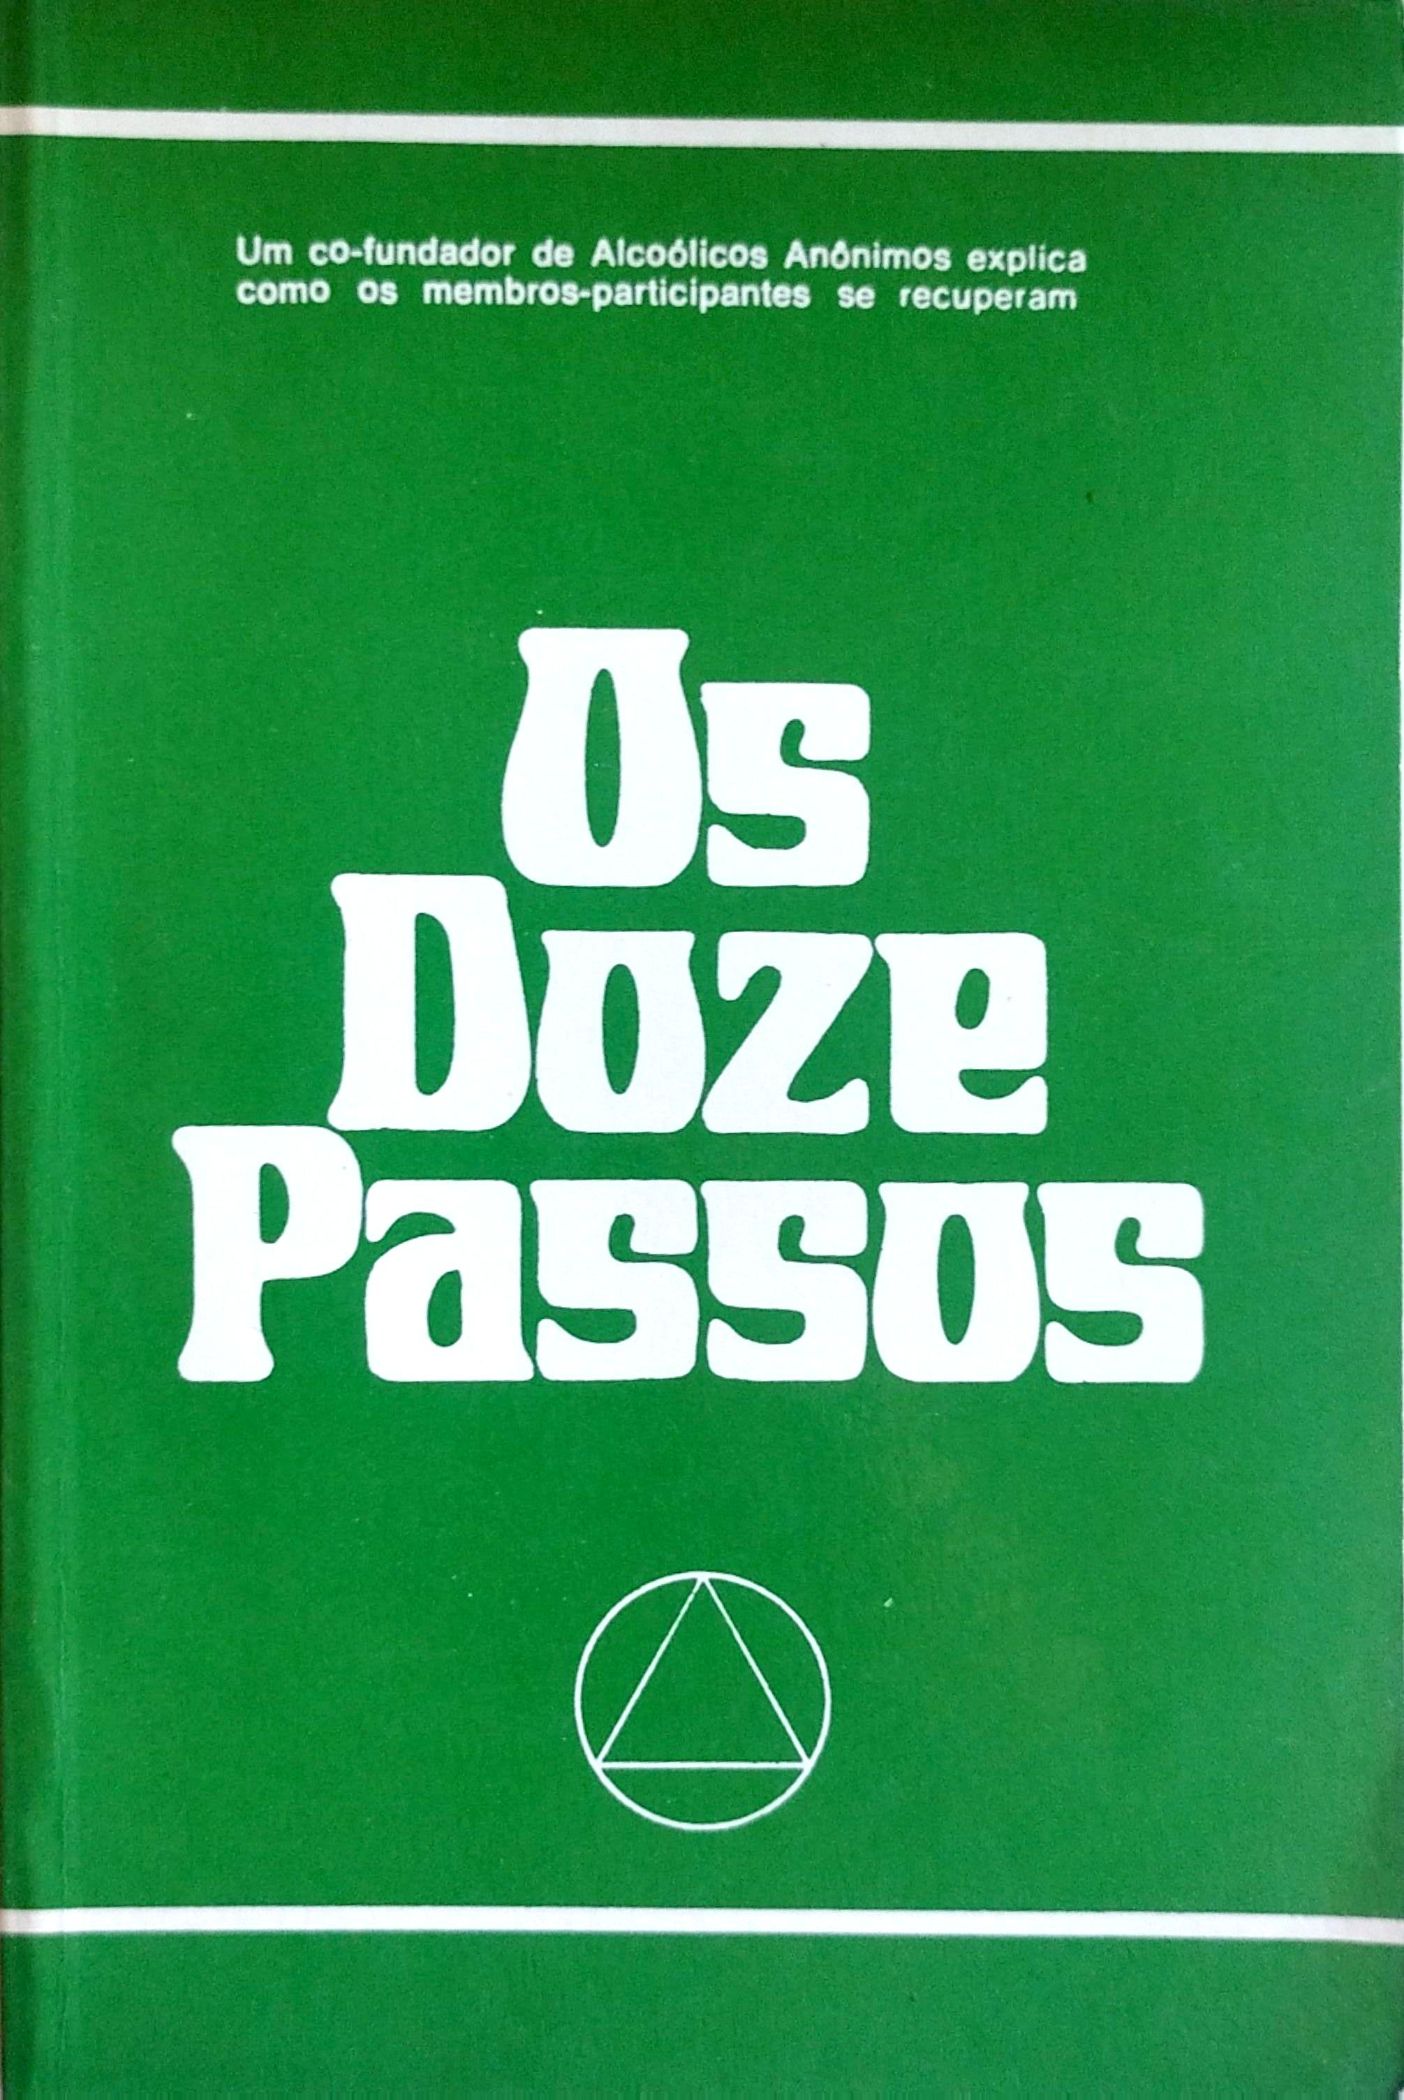 Um co-fundador de Alcoólicos Anônimos explica
como os membros-participantes se recuperam
Os
Doze
Passos